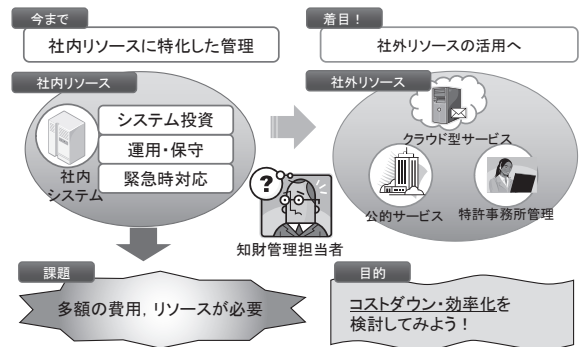 今まで
社内リソースに特化した管理
社内リソース
社内
システム
システム投資
運用・保守
緊急時対応
着目！
社外リソースの活用へ
社外リソース
クラウド型サービス
公的サービス
特許事務所管理
?
知財管理担当者
課題
多額の費用，リソースが必要
目的
コストダウン・効率化を
検討してみよう！